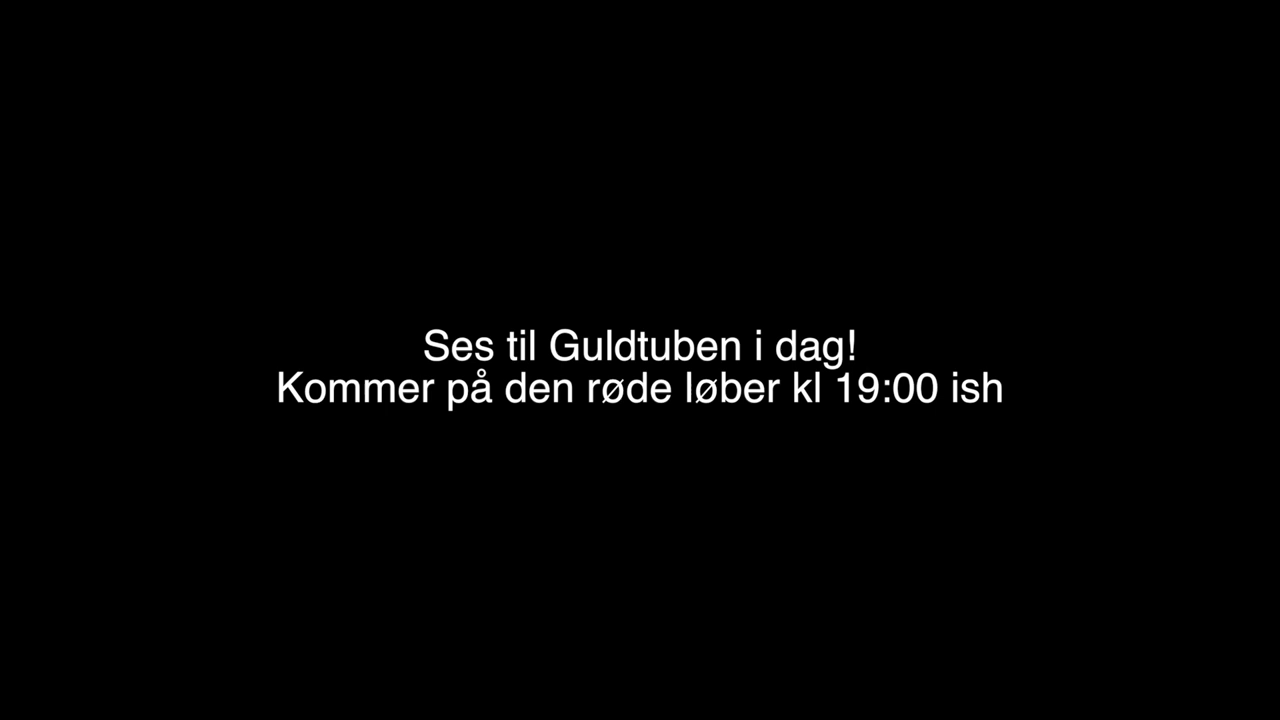 Ses til Guldtuben i dag!
Kommer på den røde løber kl 19:00 ish